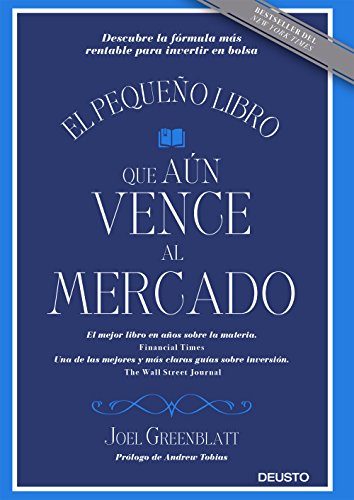 Descubre la fórmula más
rentable para invertir en bolsa
BESTSELLER DEL
NEW YORK TIMES
EL PEQUEÑO LIBRO
QUE AÚN
VENCE
AL
MERCADO
El mejor libro en años sobre la materia.
Financial Times
Una de las mejores y más claras guías sobre inversión.
The Wall Street Journal
JOEL GREENBLATT
Prólogo de Andrew Tobias
DEUSTO